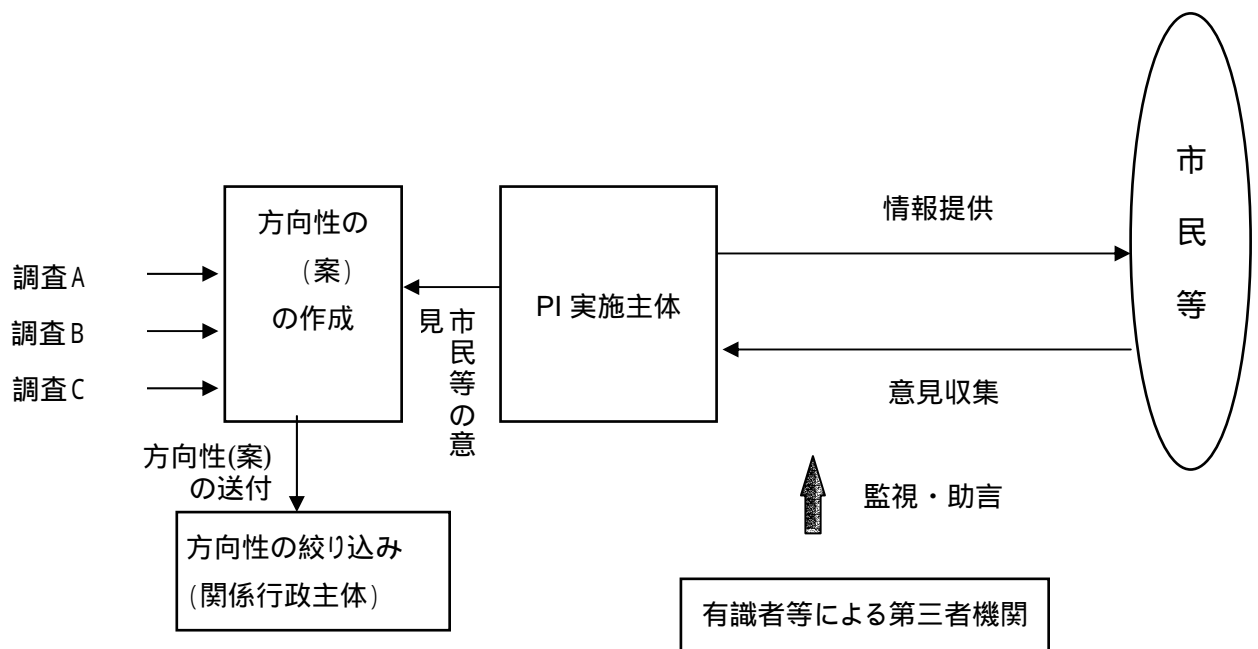 調査A
調査B
調査C
方向性の
(案)
の作成
市民等の意
見
PI 実施主体
情報提供
意見収集
市民等
方向性(案)
の送付
方向性の絞り込み
(関係行政主体)
監視・助言
有識者等による第三者機関